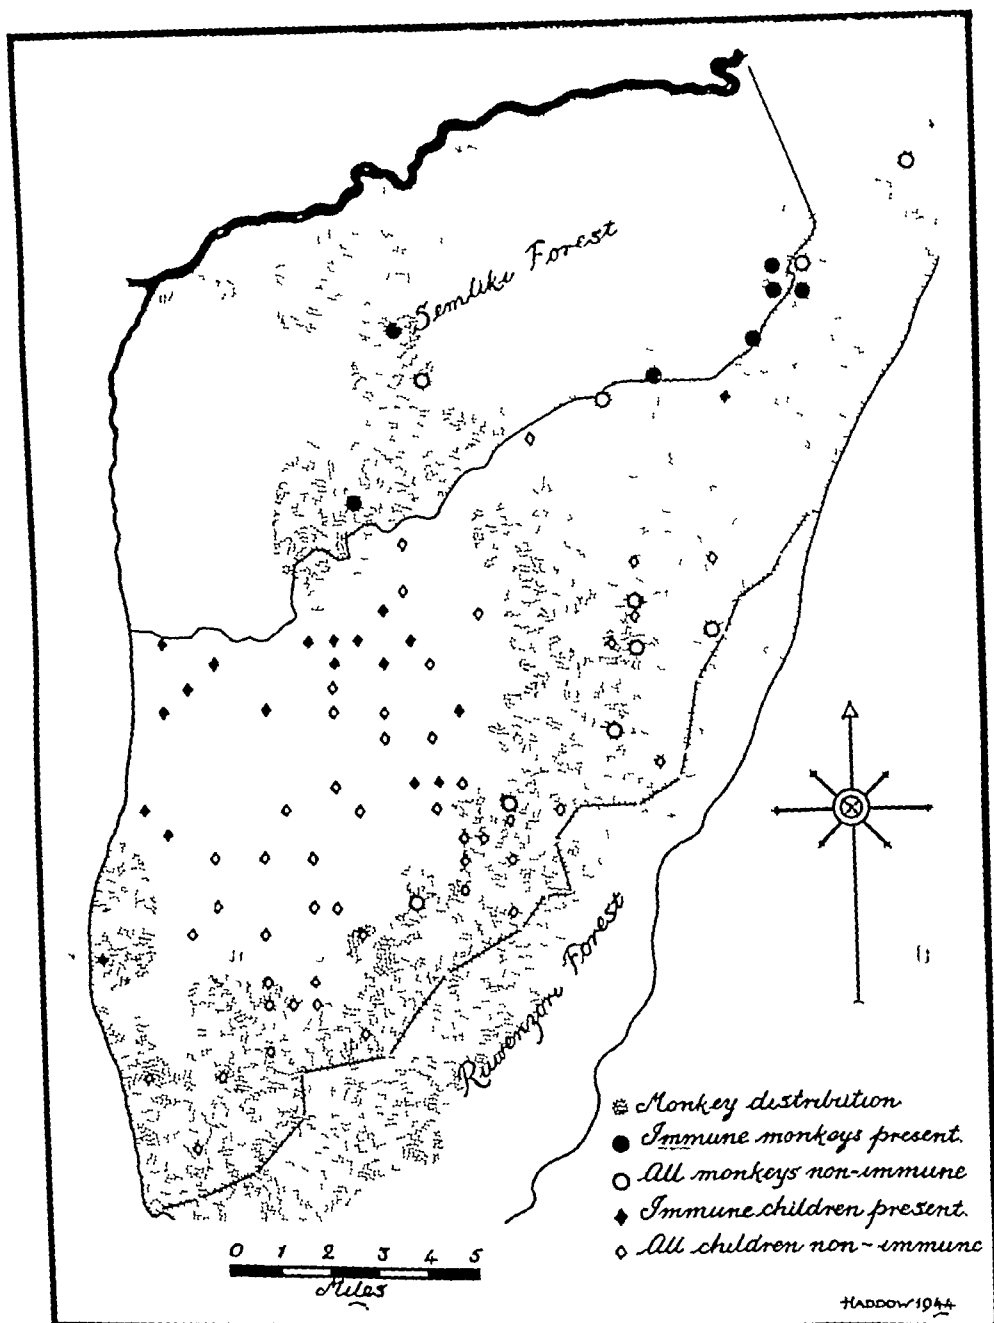 Semliki Forest
Ruwenzori Forest
Monkey distribution
Immune monkeys present.
All monkeys non-immune
Immune children present.
All children non-immune
0 1 2 3 4 5
Miles
HADDOW 1944